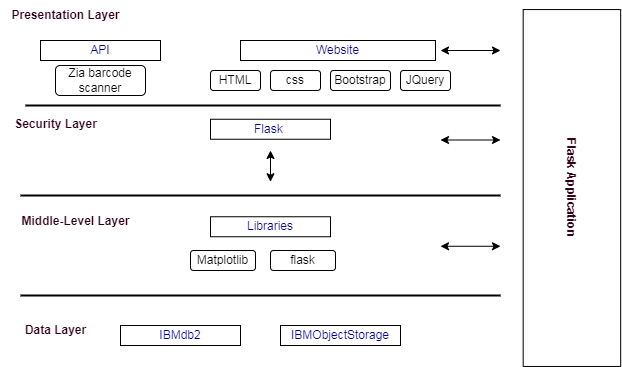 Presentation Layer
API
Website
Zia barcode
scanner
HTML
css
Bootstrap
JQuery
Security Layer
Flask
Middle-Level Layer
Libraries
Matplotlib
flask
Data Layer
IBMdb2
IBMObjectStorage
Flask Application